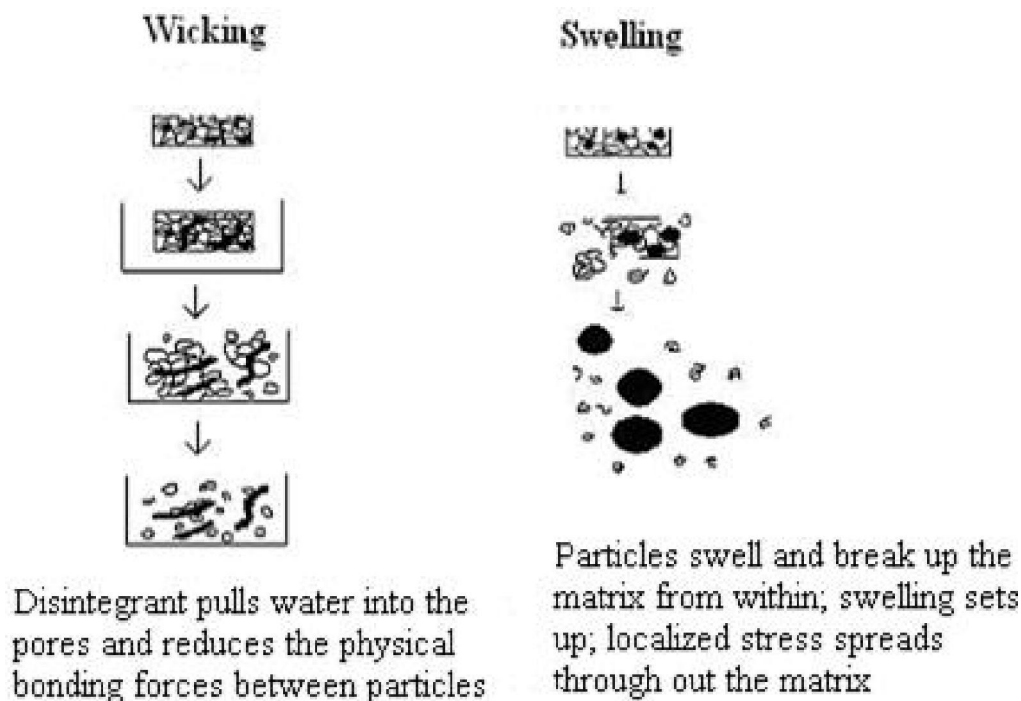 Wicking
Disintegrant pulls water into the
pores and reduces the physical
bonding forces between particles
Swelling
Particles swell and break up the
matrix from within; swelling sets
up; localized stress spreads
through out the matrix